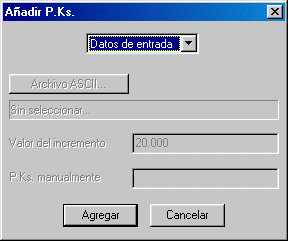 Añadir P.Ks.
Datos de entrada
Archivo ASCII...
Sin seleccionar...
Valor del incremento 20.000
P.Ks. manualmente
Agregar Cancelar